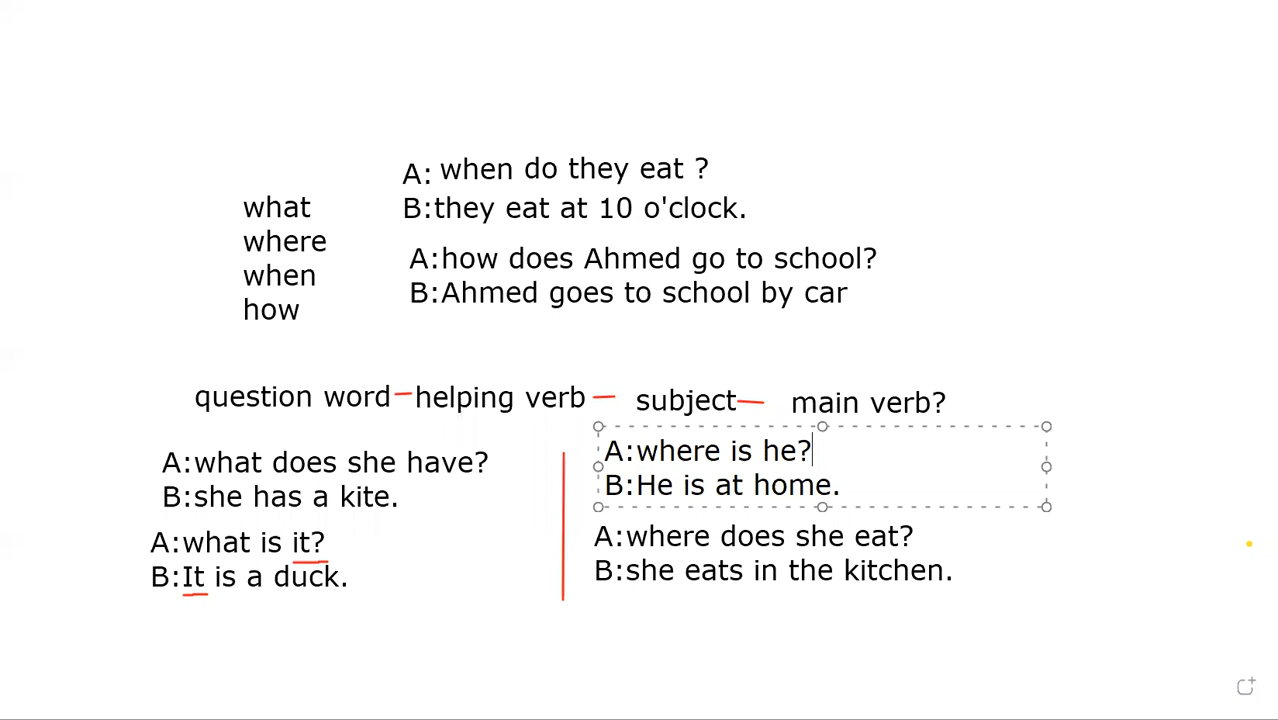 A: when do they eat ?
B:they eat at 10 o'clock.
what
where
when
how
A:how does Ahmed go to school?
B:Ahmed goes to school by car
question word – helping verb – subject – main verb?
A:what does she have?
B:she has a kite.
A:what is it?
B:It is a duck.
A:where is he?
B:He is at home.
A:where does she eat?
B:she eats in the kitchen.